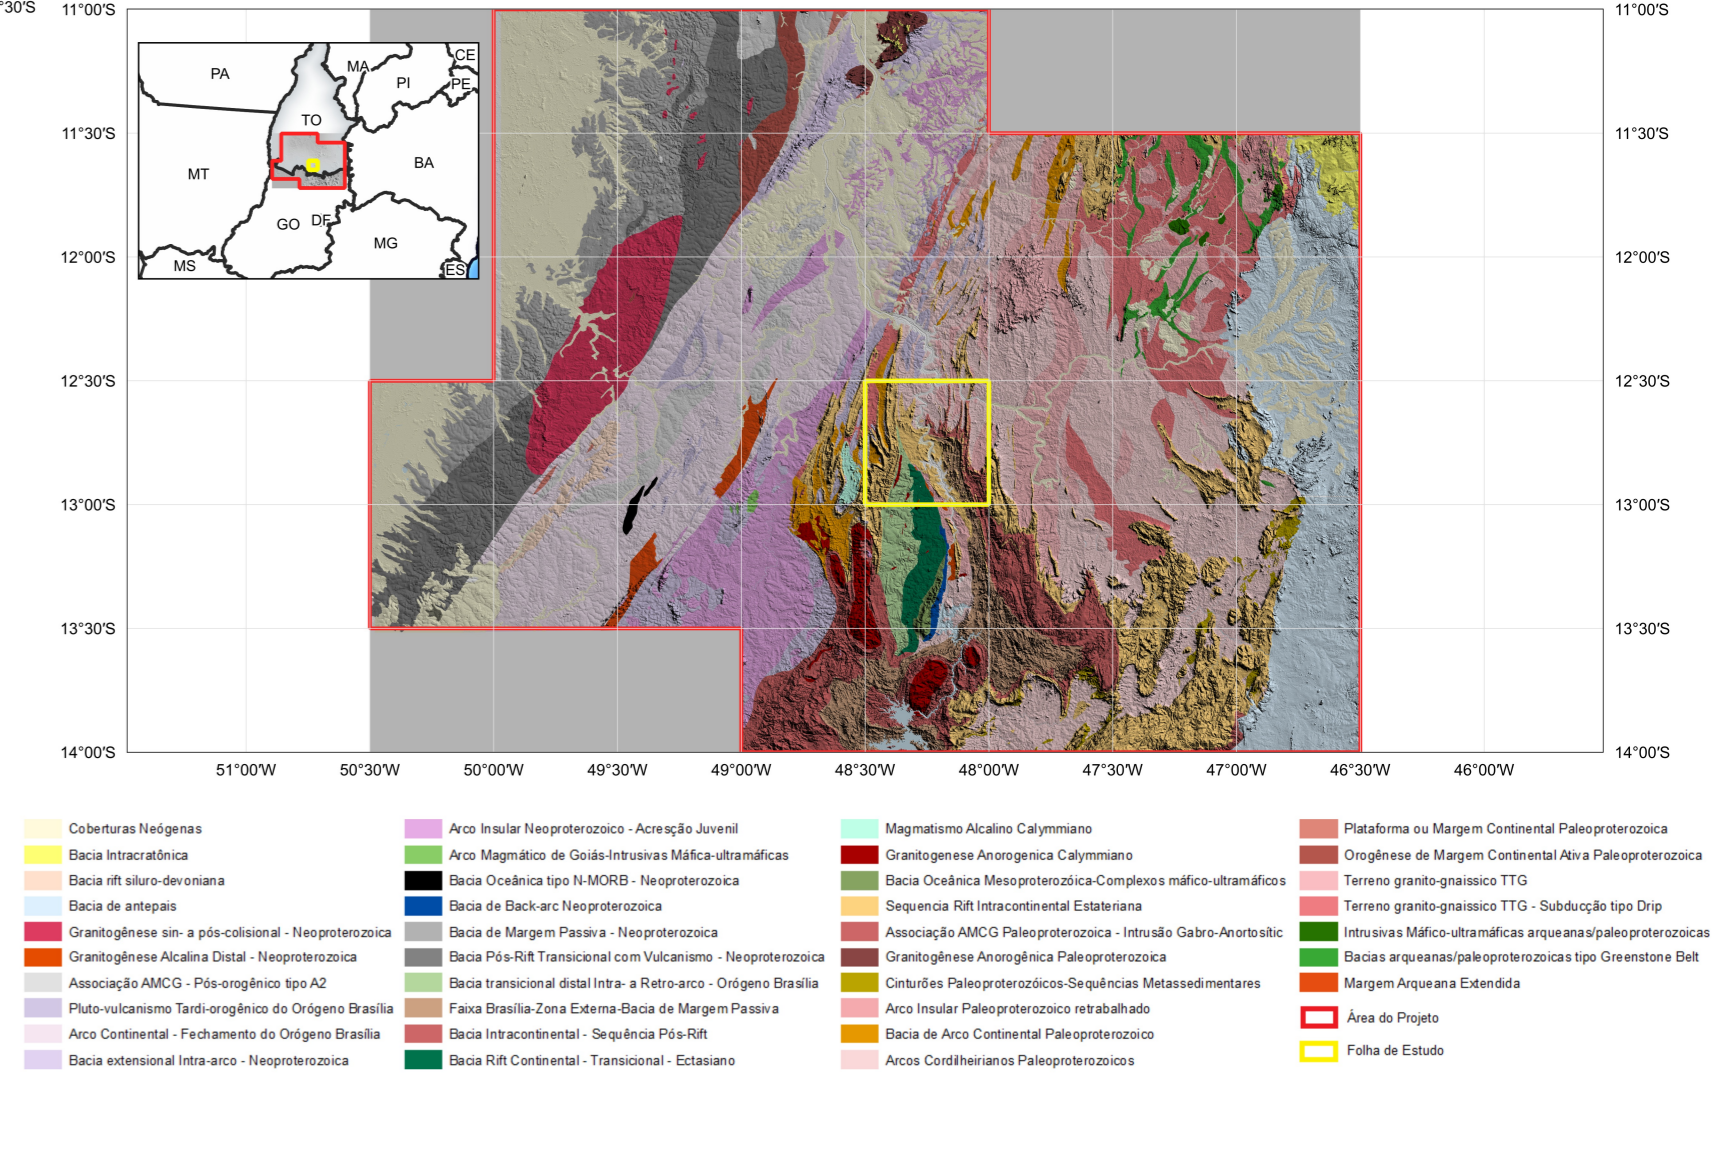 °30'S
11°00'S
11°00'S
PA
MA
CE
PI
PE
TO
MT
BA
GO
DF
MG
MS
ES
11°30'S
11°30'S
12°00'S
12°00'S
12°30'S
12°30'S
13°00'S
13°00'S
13°30'S
13°30'S
14°00'S
14°00'S
51°00'W
50°30'W
50°00'W
49°30'W
49°00'W
48°30'W
48°00'W
47°30'W
47°00'W
46°30'W
46°00'W
Coberturas Neógenas
Bacia Intracratônica
Bacia rift siluro-devoniana
Bacia de antepais
Granitogênese sin- a pós-colisional - Neoproterozoica
Granitogênese Alcalina Distal - Neoproterozoica
Associação AMCG - Pós-orogênico tipo A2
Pluto-vulcanismo Tardi-orogênico do Orógeno Brasília
Arco Continental - Fechamento do Orógeno Brasília
Bacia extensional Intra-arco - Neoproterozoica
Arco Insular Neoproterozoico - Acresção Juvenil
Arco Magmático de Goiás-Intrusivas Máfica-ultramáficas
Bacia Oceânica tipo N-MORB - Neoproterozoica
Bacia de Back-arc Neoproterozoica
Bacia de Margem Passiva - Neoproterozoica
Bacia Pós-Rift Transicional com Vulcanismo - Neoproterozoica
Bacia transicional distal Intra- a Retro-arco - Orógeno Brasília
Faixa Brasília-Zona Externa-Bacia de Margem Passiva
Bacia Intracontinental - Sequência Pós-Rift
Bacia Rift Continental - Transicional - Ectasiano
Magmatismo Alcalino Calymmiano
Granitogenese Anorogenica Calymmiano
Bacia Oceânica Mesoproterozóica-Complexos máfico-ultramáficos
Sequencia Rift Intracontinental Estateriana
Associação AMCG Paleoproterozoica - Intrusão Gabro-Anortosític
Granitogênese Anorogênica Paleoproterozoica
Cinturões Paleoproterozóicos-Sequências Metassedimentares
Arco Insular Paleoproterozoico retrabalhado
Bacia de Arco Continental Paleoproterozoico
Arcos Cordilheirianos Paleoproterozoicos
Plataforma ou Margem Continental Paleoproterozoica
Orogênese de Margem Continental Ativa Paleoproterozoica
Terreno granito-gnaissico TTG
Terreno granito-gnaissico TTG - Subducção tipo Drip
Intrusivas Máfico-ultramáficas arqueanas/paleoproterozoicas
Bacias arqueanas/paleoproterozoicas tipo Greenstone Belt
Margem Arqueana Extendida
Área do Projeto
Folha de Estudo